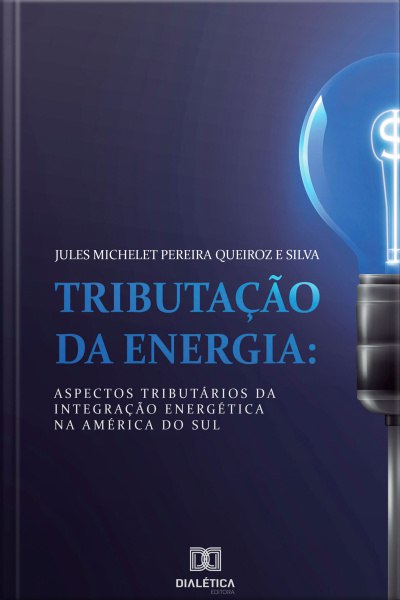 $
JULES MICHELET PEREIRA QUEIROZ E SILVA
TRIBUTAÇÃO
DA ENERGIA:
ASPECTOS TRIBUTÁRIOS DA
INTEGRAÇÃO ENERGÉTICA
NA AMÉRICA DO SUL
DIALÉTICA
EDITORA